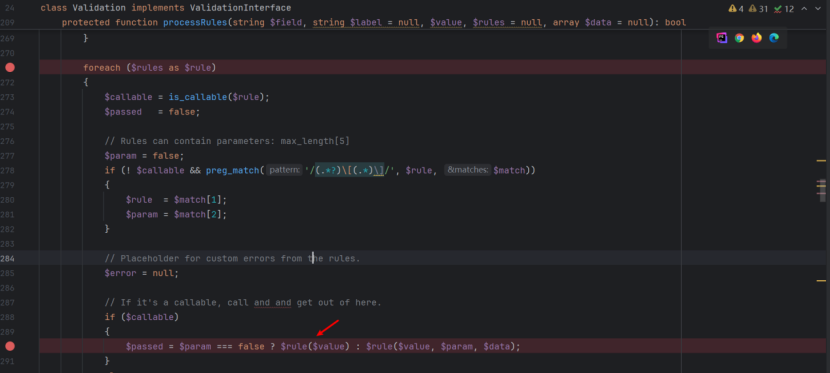 24 class Validation implements ValidationInterface 4 31 12
209 protected function processRules(string $field, string $label = null, $value, $rules = null, array $data = null): bool
269 }
270
foreach ($rules as $rule)
272 {
273 $callable = is_callable($rule);
274 $passed = false;
275
276 // Rules can contain parameters: max_length[5]
277 $param = false;
278 if (! $callable && preg_match( pattern: '/(.*?)\[(.*)\]/', $rule, &matches: $match))
279 {
280 $rule = $match[1];
281 $param = $match[2];
282 }
283
284 // Placeholder for custom errors from the rules.
285 $error = null;
286
287 // If it's a callable, call and and get out of here.
288 if ($callable)
289 {
$passed = $param === false ? $rule($value) : $rule($value, $param, $data);
291 }